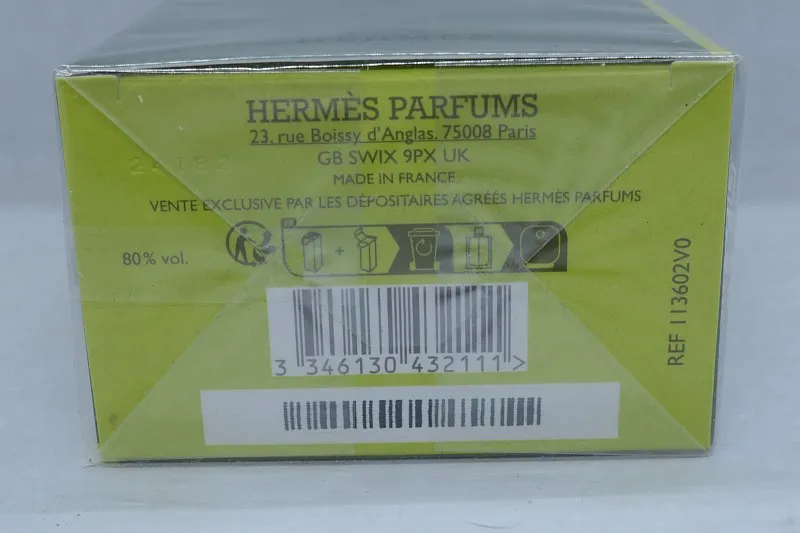 HERMÈS PARFUMS
23, rue Boissy d'Anglas. 75008 Paris
GB SWIX 9PX UK
MADE IN FRANCE
VENTE EXCLUSIVE PAR LES DÉPOSITAIRES AGRÉÉS HERMÈS PARFUMS
80% vol.
+
3 346130 432111 >
REF 113602V0